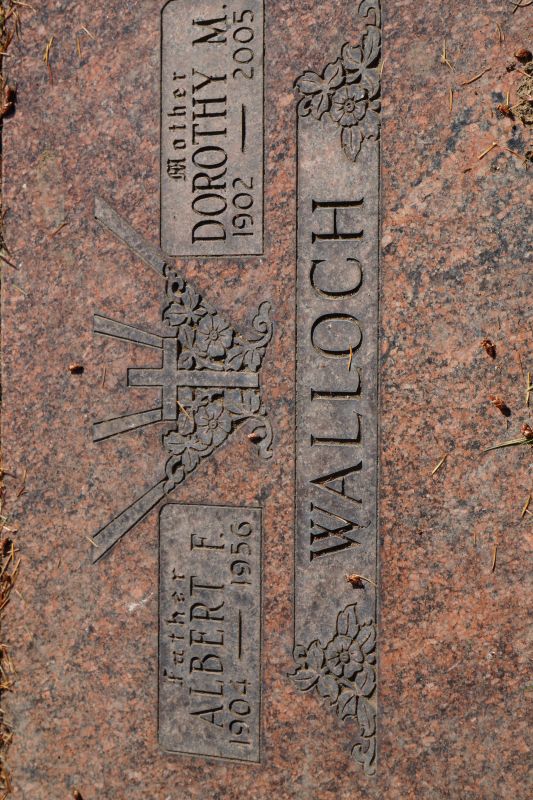 Father
ALBERT F.
1904 — 1956
Mother
DOROTHY M.
1902 — 2005
WALLOCH